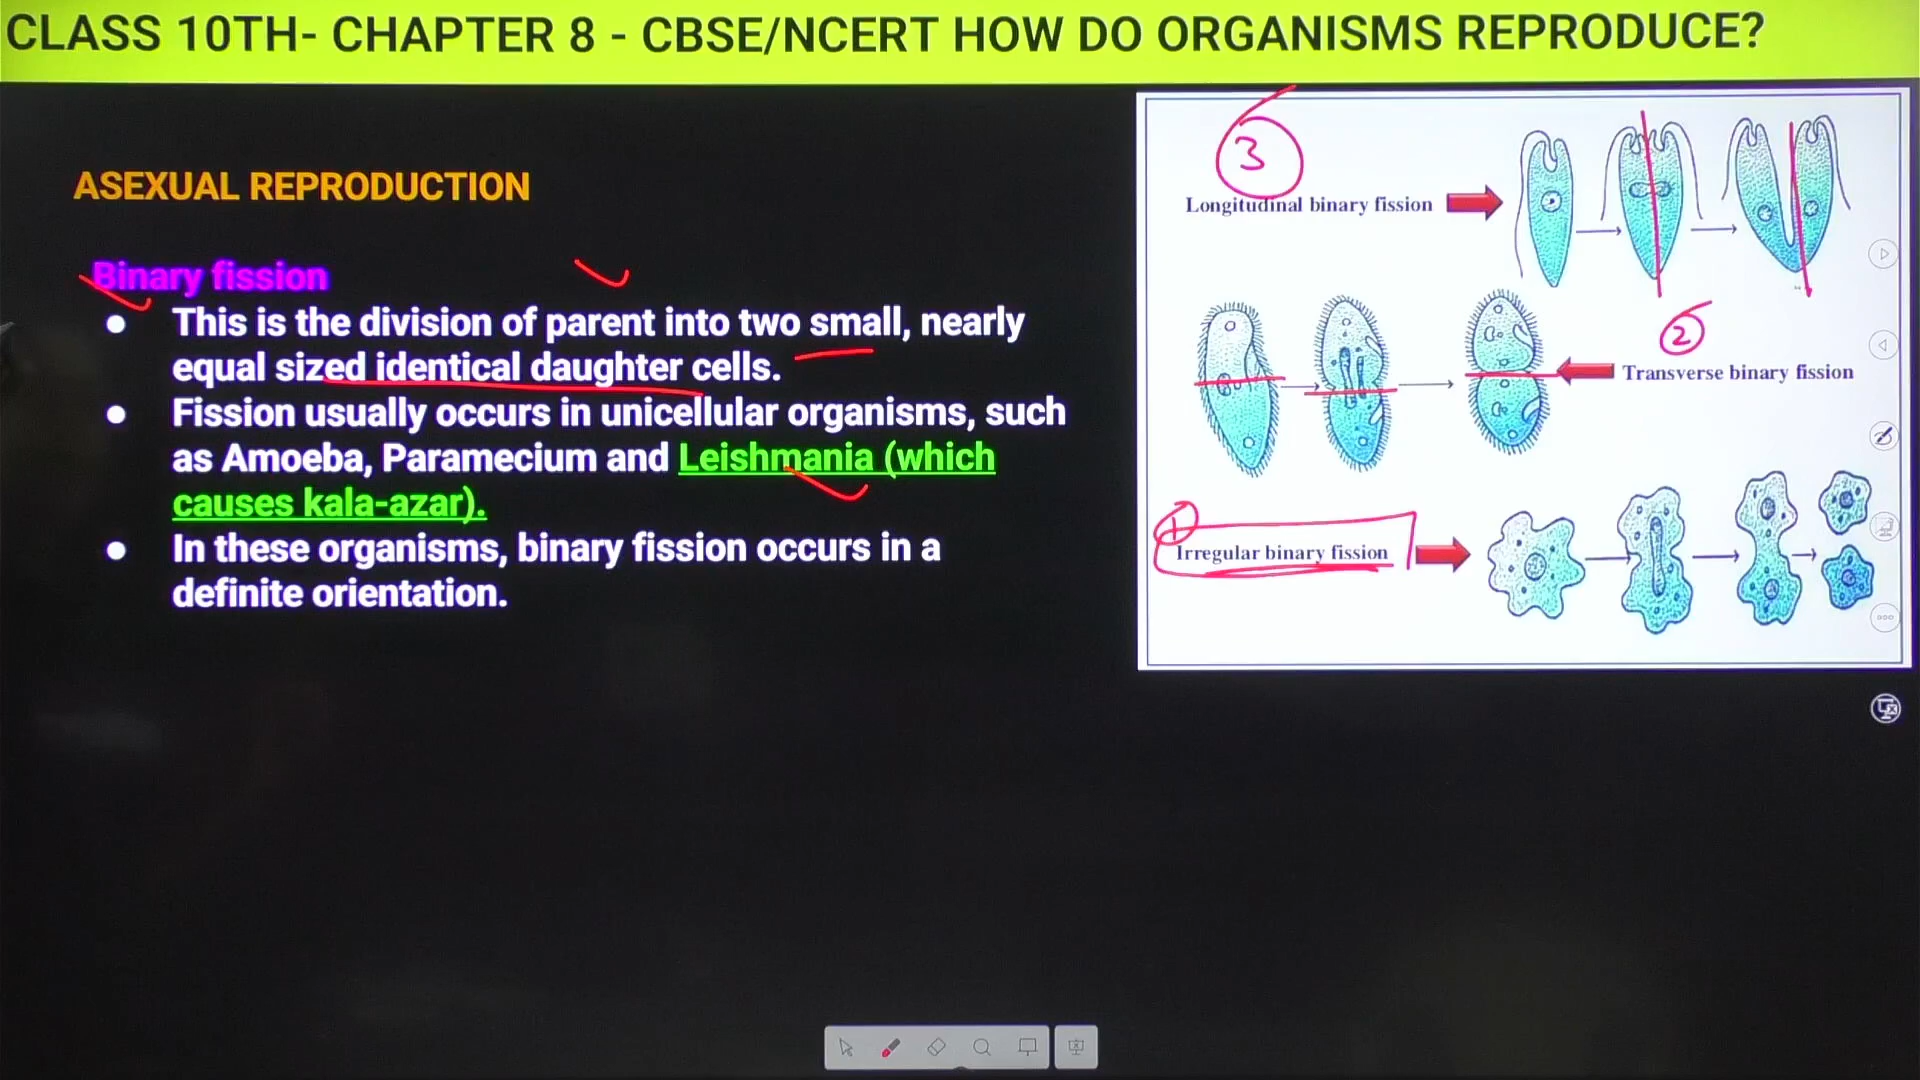 CLASS 10TH- CHAPTER 8 - CBSE/NCERT HOW DO ORGANISMS REPRODUCE?
ASEXUAL REPRODUCTION
Binary fission
● This is the division of parent into two small, nearly
equal sized identical daughter cells.
● Fission usually occurs in unicellular organisms, such
as Amoeba, Paramecium and Leishmania (which
causes kala-azar).
● In these organisms, binary fission occurs in a
definite orientation.
3
Longitudinal binary fission
2
Transverse binary fission
1
Irregular binary fission